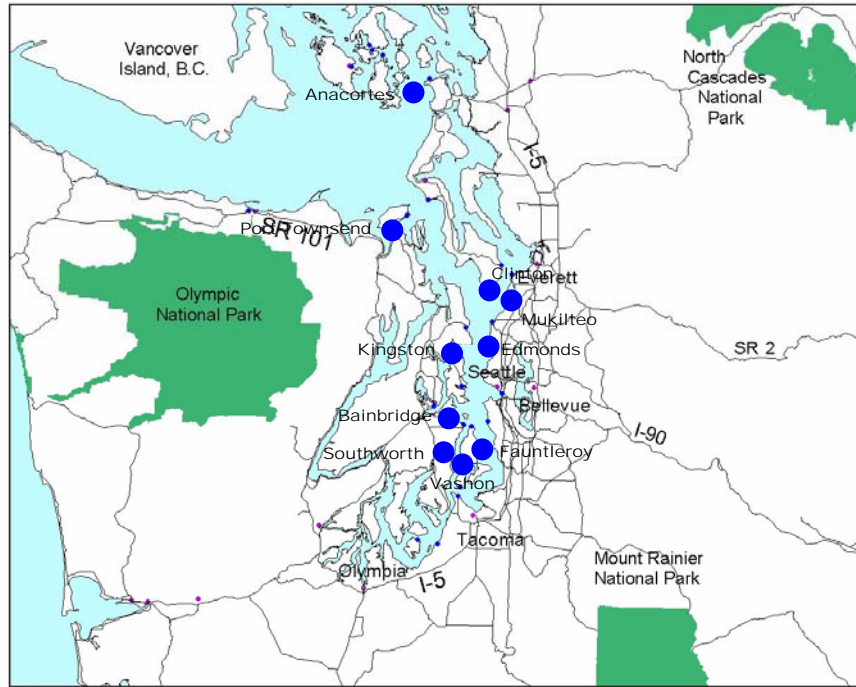 Vancover
Island, B.C.
North
Cascades
National
Park
Anacortes
I-5
Port Townsend
SR 101
Clinton
Everett
Olympic
National Park
Mukilteo
Kingston
Edmonds
SR 2
Seattle
Bainbridge
Bellevue
I-90
Southworth
Fauntleroy
Vashon
Tacoma
Mount Rainier
National Park
Olympia
I-5